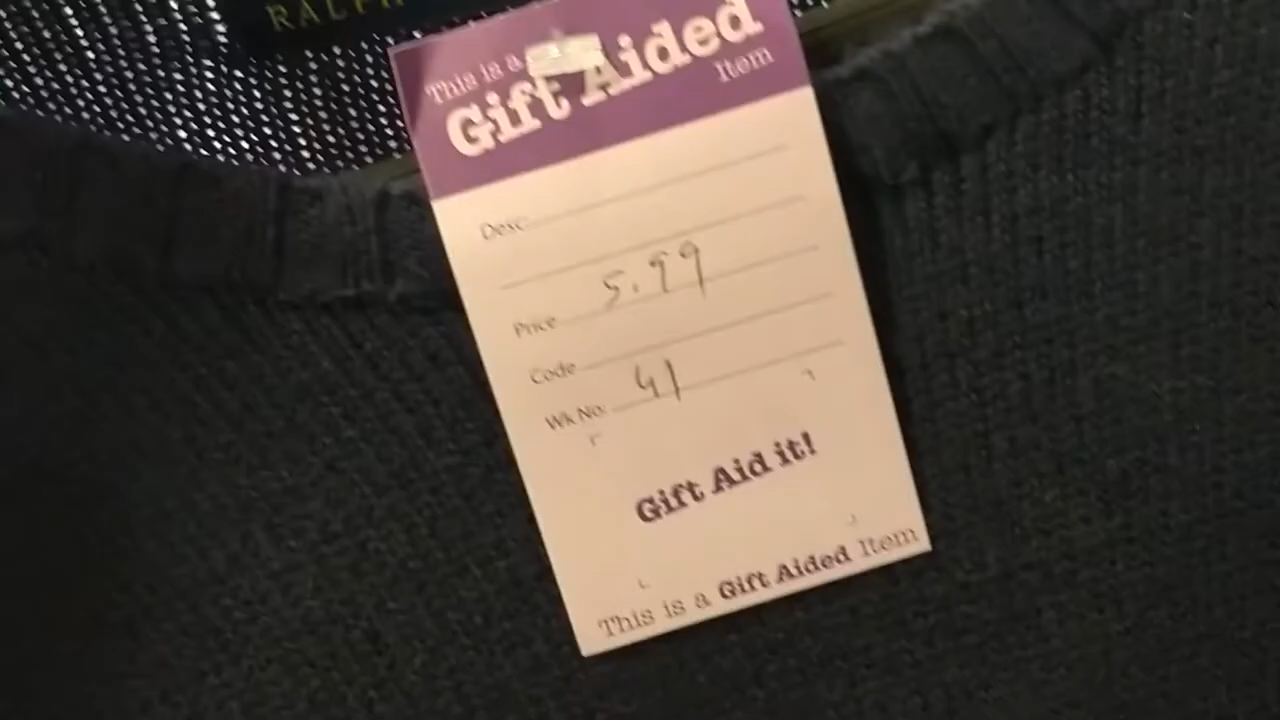 RALPH
This is a
Gift Aided
Item
Desc
5.99
Price
Code
Wk No: 41
Gift Aid it!
This is a Gift Aided Item